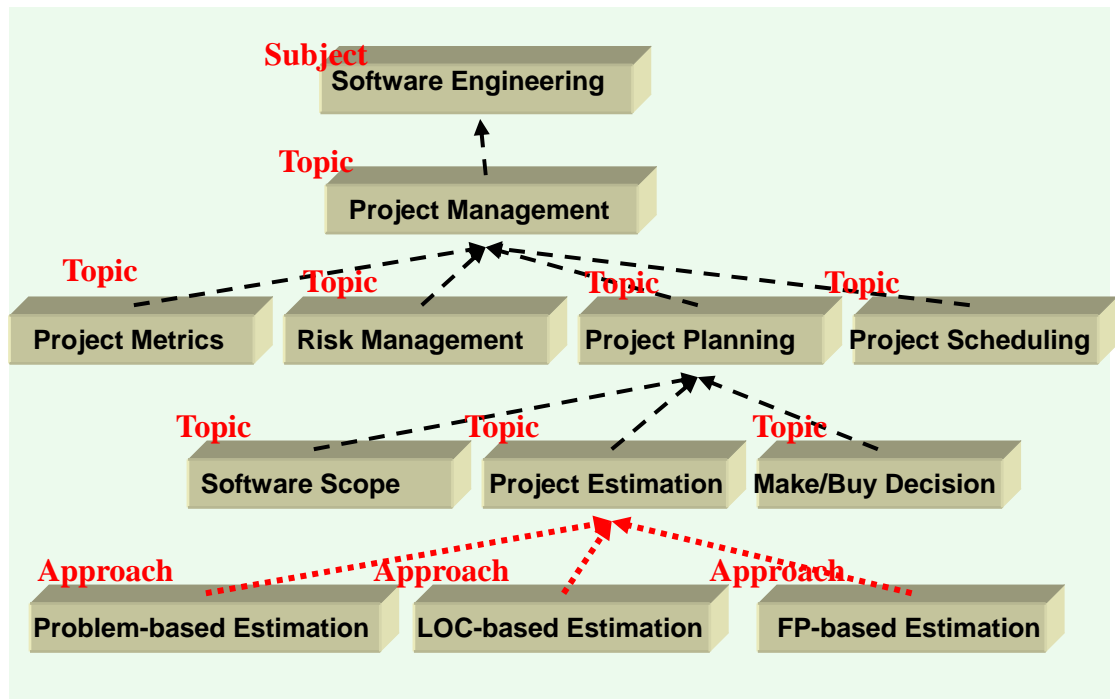 Subject
Software Engineering
Topic
Project Management
Topic
Topic
Topic
Topic
Project Metrics
Risk Management
Project Planning
Project Scheduling
Topic
Topic
Topic
Software Scope
Project Estimation
Make/Buy Decision
Approach
Approach
Approach
Problem-based Estimation
LOC-based Estimation
FP-based Estimation